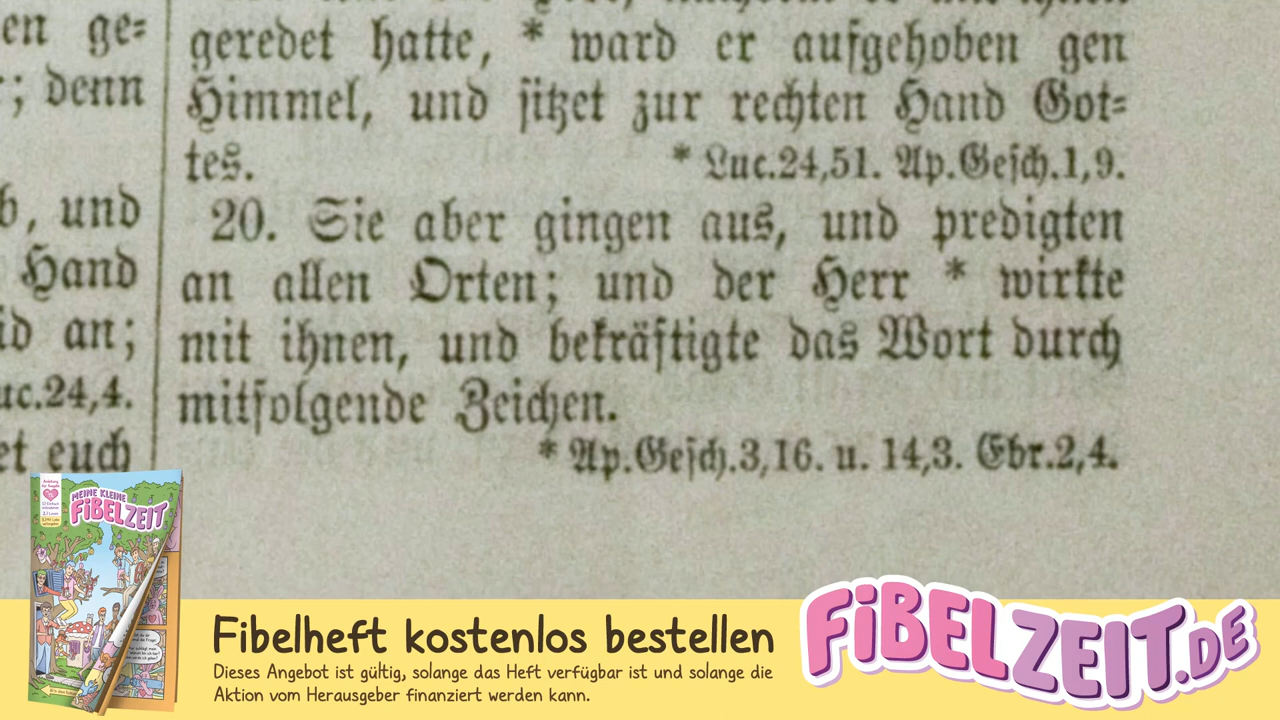 en ge=
; denn
b, und
Hand
id an;
uc.24,4.
et euch
geredet hatte, * ward er aufgehoben gen
Himmel, und sitzet zur rechten Hand Got=
tes. * Luc.24,51. Ap.Gesch.1,9.
20. Sie aber gingen aus, und predigten
an allen Orten; und der Herr * wirkte
mit ihnen, und bekräftigte das Wort durch
mitfolgende Zeichen.
* Ap.Gesch.3,16. u. 14,3. Ebr.2,4.
MEINE KLEINE
FiBELZEIT
Fibelheft kostenlos bestellen
Dieses Angebot ist gültig, solange das Heft verfügbar ist und solange die
Aktion vom Herausgeber finanziert werden kann.
FiBELZEIT.DE